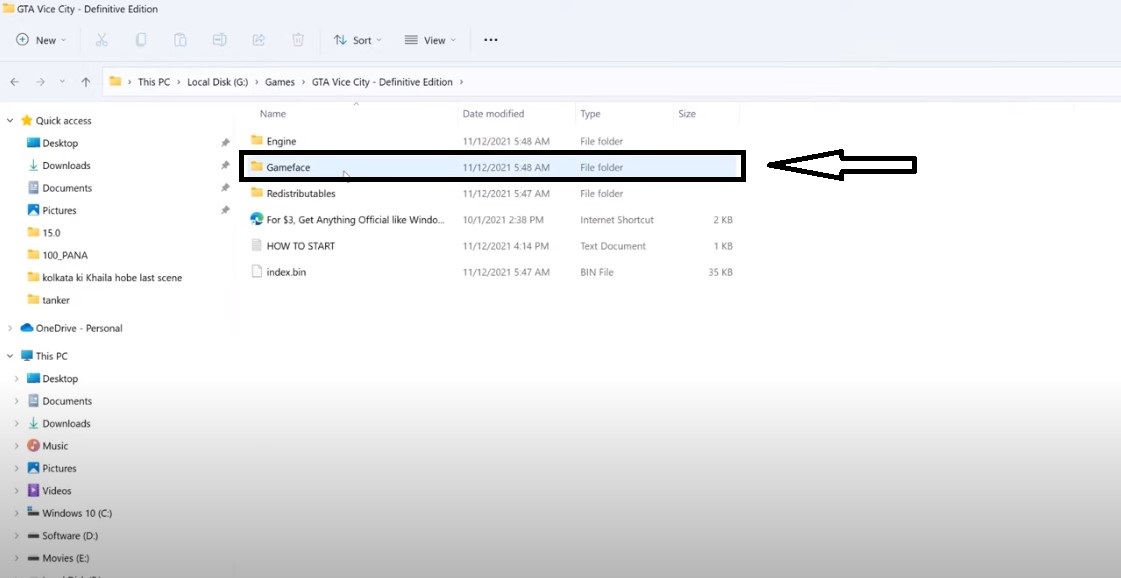 GTA Vice City - Definitive Edition
New
Sort
View
This PC > Local Disk (G:) > Games > GTA Vice City - Definitive Edition >
Name Date modified Type Size
Quick access
Desktop
Downloads
Documents
Pictures
15.0
100_PANA
kolkata ki Khaila hobe last scene
tanker
OneDrive - Personal
This PC
Desktop
Documents
Downloads
Music
Pictures
Videos
Windows 10 (C:)
Software (D:)
Movies (E:)
Engine 11/12/2021 5:48 AM File folder
Gameface 11/12/2021 5:48 AM File folder
Redistributables 11/12/2021 5:47 AM File folder
For $3, Get Anything Official like Windo... 10/1/2021 2:38 PM Internet Shortcut 2 KB
HOW TO START 11/12/2021 4:14 PM Text Document 1 KB
index.bin 11/12/2021 5:47 AM BIN File 35 KB